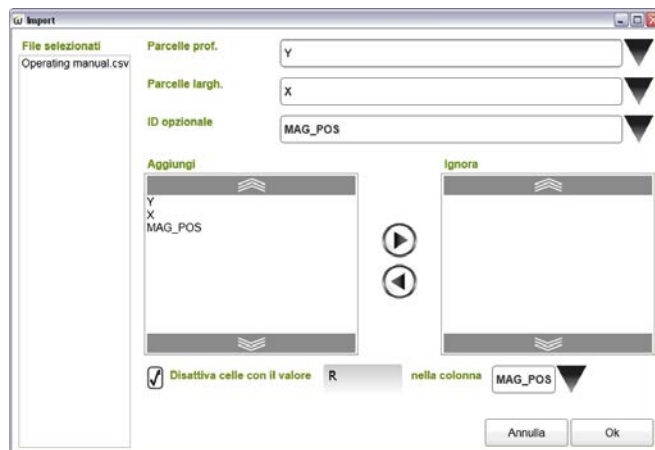 Import
File selezionati
Operating manual.csv
Parcelle prof.
Y
Parcelle largh.
X
ID opzionale
MAG_POS
Aggiungi
Y
X
MAG_POS
Ignora
Disattiva celle con il valore
R
nella colonna
MAG_POS
Annulla
Ok